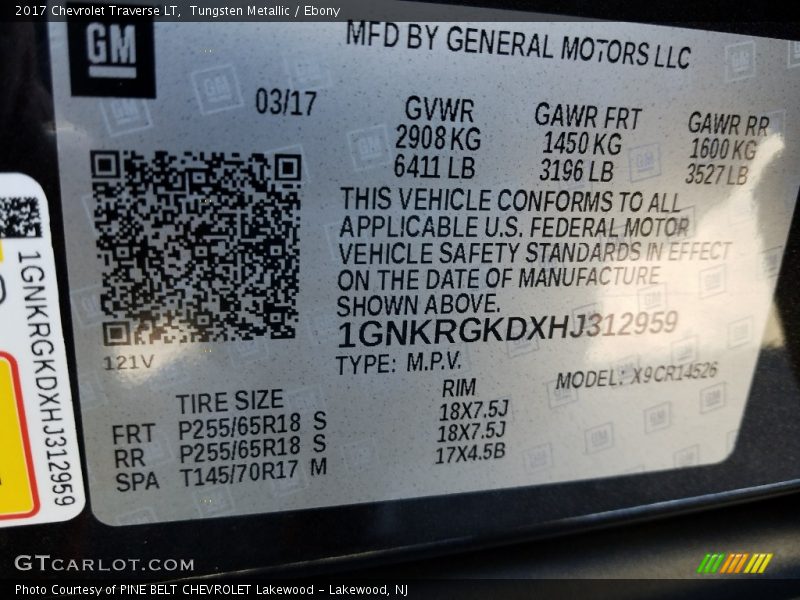 2017 Chevrolet Traverse LT,  Tungsten Metallic / Ebony
GM
MFD BY GENERAL MOTORS LLC
03/17
GVWR GAWR FRT GAWR RR
2908 KG 1450 KG 1600 KG
6411 LB 3196 LB 3527 LB
THIS VEHICLE CONFORMS TO ALL
APPLICABLE U.S. FEDERAL MOTOR
VEHICLE SAFETY STANDARDS IN EFFECT
ON THE DATE OF MANUFACTURE
SHOWN ABOVE.
1GNKRGKDXHJ312959
121V
TYPE: M.P.V.
MODEL: X9CR14526
TIRE SIZE RIM
FRT P255/65R18 S 18X7.5J
RR P255/65R18 S 18X7.5J
SPA T145/70R17 M 17X4.5B
1GNKRGKDXHJ312959
GTCARLOT.COM
Photo Courtesy of PINE BELT CHEVROLET Lakewood - Lakewood, NJ